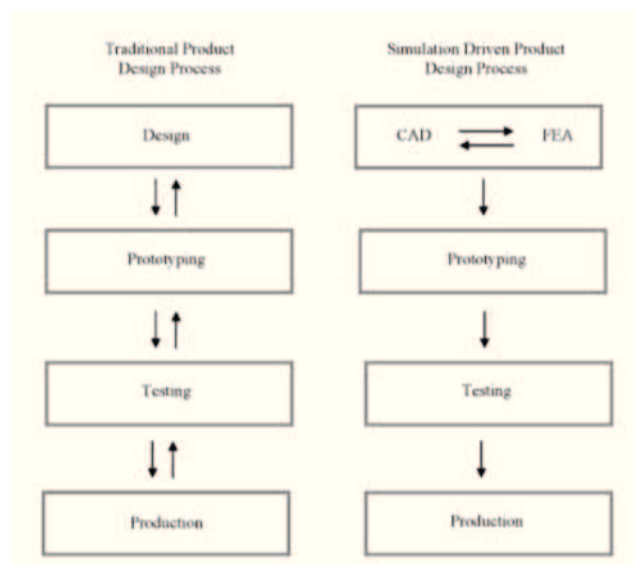 Traditional Product
Design Process
Design
Prototyping
Testing
Production
Simulation Driven Product
Design Process
CAD FEA
Prototyping
Testing
Production